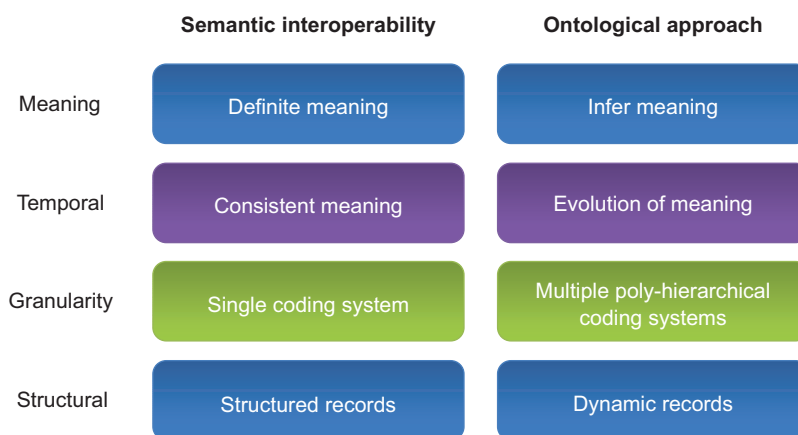 Semantic interoperability
Ontological approach
Meaning
Definite meaning
Infer meaning
Temporal
Consistent meaning
Evolution of meaning
Granularity
Single coding system
Multiple poly-hierarchical
coding systems
Structural
Structured records
Dynamic records